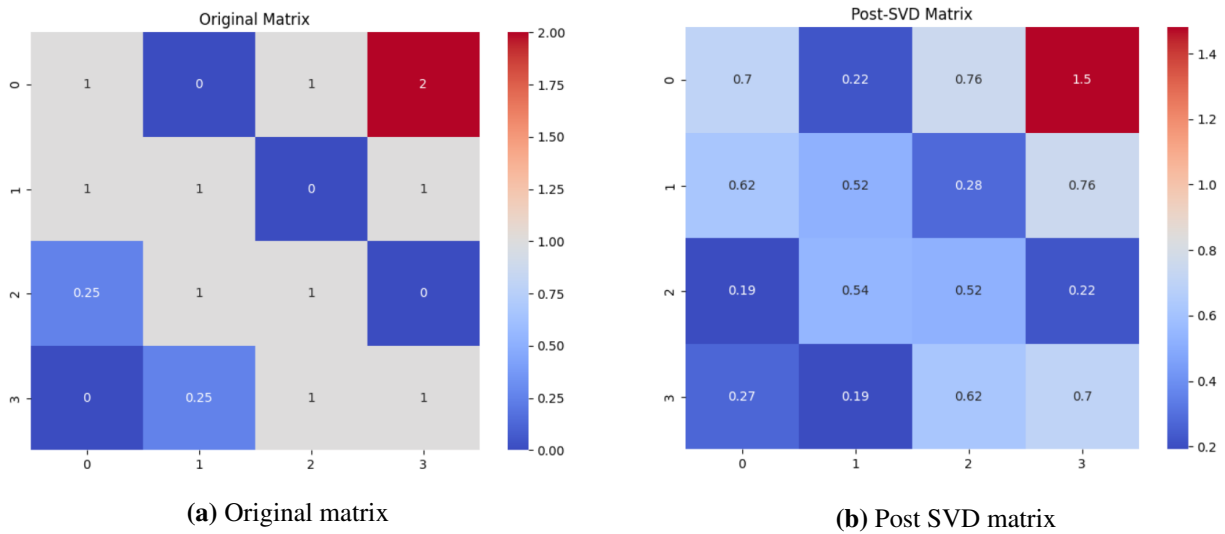 Original Matrix
0 1 0 1 2
1 1 1 0 1
2 0.25 1 1 0
3 0 0.25 1 1
0 1 2 3
2.00
1.75
1.50
1.25
1.00
0.75
0.50
0.25
0.00
(a) Original matrix
Post-SVD Matrix
0 0.7 0.22 0.76 1.5
1 0.62 0.52 0.28 0.76
2 0.19 0.54 0.52 0.22
3 0.27 0.19 0.62 0.7
0 1 2 3
1.4
1.2
1.0
0.8
0.6
0.4
0.2
(b) Post SVD matrix